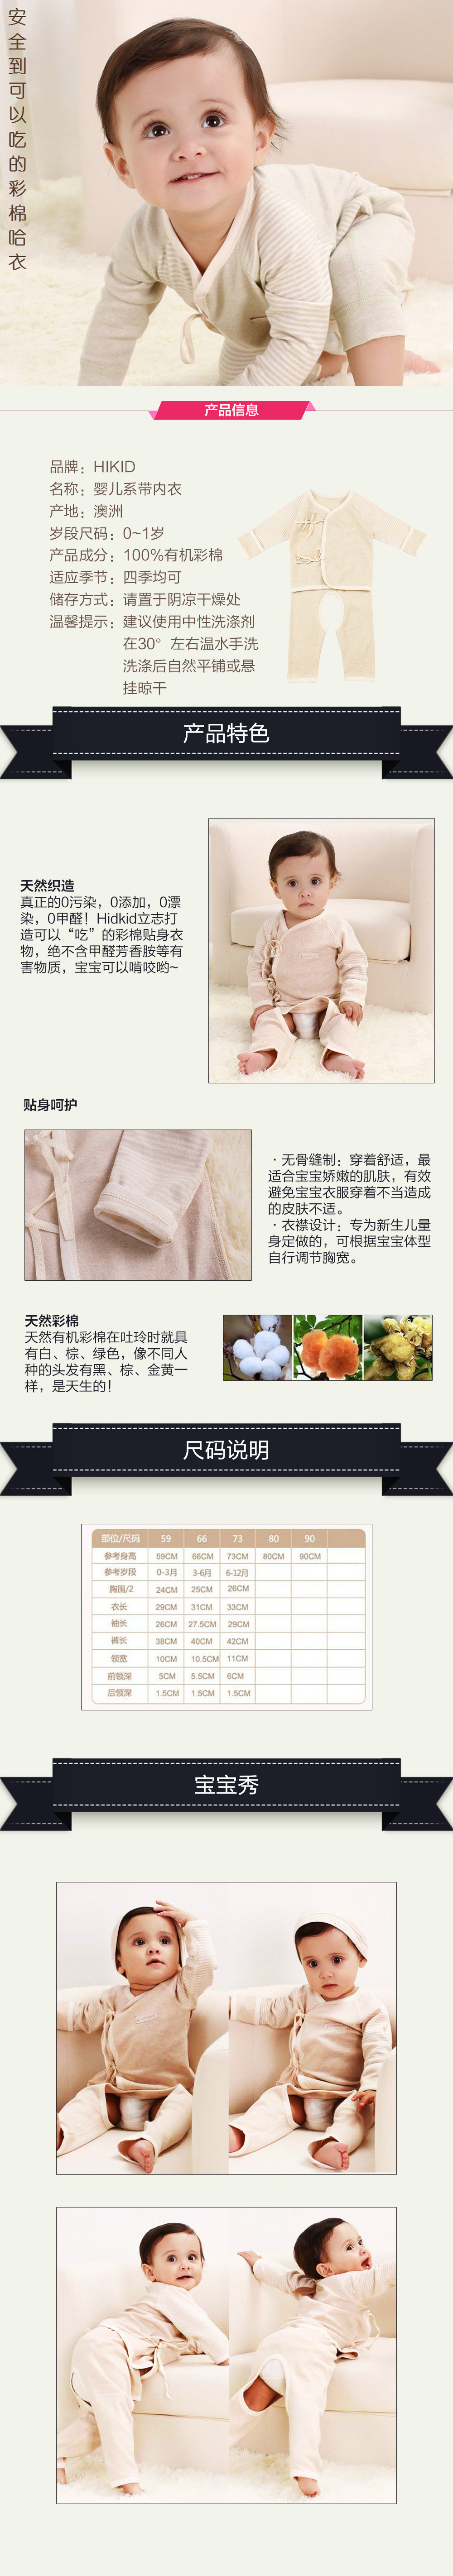 安全到可以吃的彩棉哈衣
产品信息
品牌：HIKID
名称：婴儿系带内衣
产地：澳洲
岁段尺码：0~1岁
产品成分：100%有机彩棉
适应季节：四季均可
储存方式：请置于阴凉干燥处
温馨提示：建议使用中性洗涤剂
在30°左右温水手洗
洗涤后自然平铺或悬
挂晾干
产品特色
天然织造
真正的0污染，0添加，0漂
染，0甲醛！Hidkid立志打
造可以“吃”的彩棉贴身衣
物，绝不含甲醛芳香胺等有
害物质，宝宝可以啃咬哟~
贴身呵护
·无骨缝制：穿着舒适，最
适合宝宝娇嫩的肌肤，有效
避免宝宝衣服穿着不当造成
的皮肤不适。
·衣襟设计：专为新生儿量
身定做的，可根据宝宝体型
自行调节胸宽。
天然彩棉
天然有机彩棉在吐玲时就具
有白、棕、绿色，像不同人
种的头发有黑、棕、金黄一
样，是天生的！
尺码说明
部位/尺码 59 66 73 80 90
参考身高 59CM 66CM 73CM 80CM 90CM
参考岁段 0-3月 3-6月 6-12月
胸围/2 24CM 25CM 26CM
衣长 29CM 31CM 33CM
袖长 26CM 27.5CM 29CM
裤长 38CM 40CM 42CM
领宽 10CM 10.5CM 11CM
前领深 5CM 5.5CM 6CM
后领深 1.5CM 1.5CM 1.5CM
宝宝秀